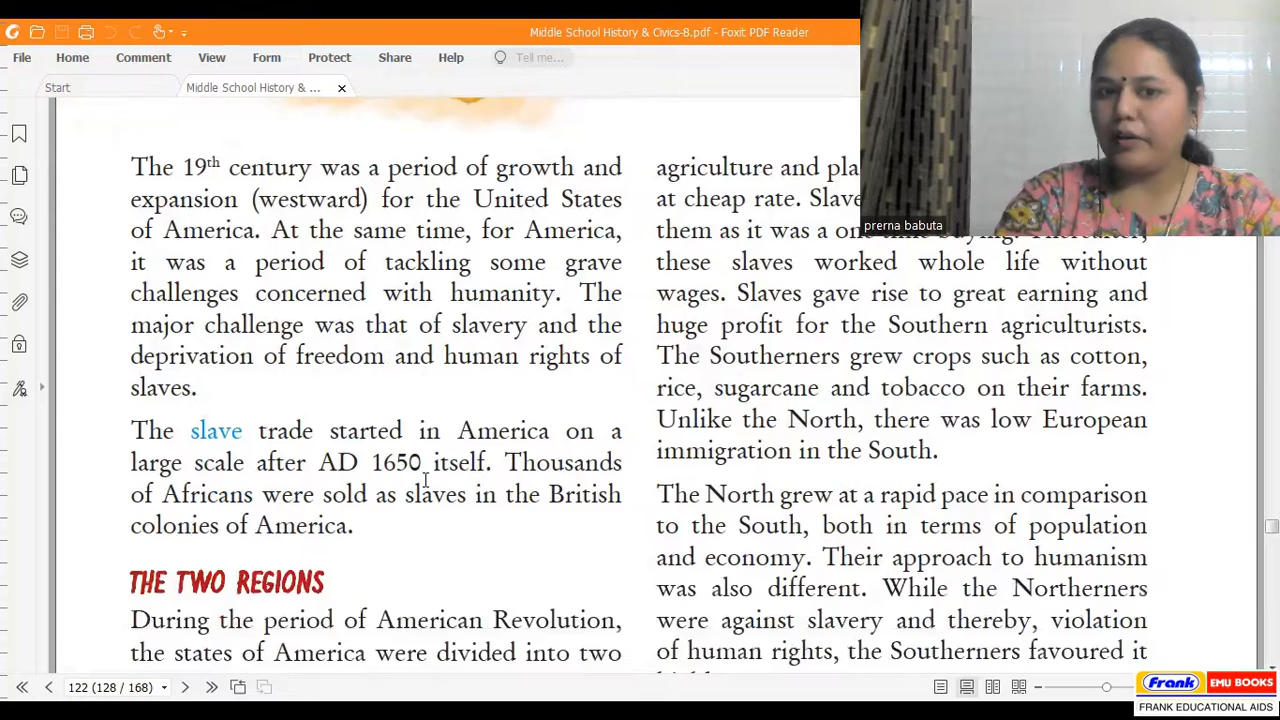 Middle School History & Civics-8.pdf - Foxit PDF Reader
File Home Comment View Form Protect Share Help Tell me...
Start Middle School History & ...
prerna babuta
The 19th century was a period of growth and
expansion (westward) for the United States
of America. At the same time, for America,
it was a period of tackling some grave
challenges concerned with humanity. The
major challenge was that of slavery and the
deprivation of freedom and human rights of
slaves.
The slave trade started in America on a
large scale after AD 1650 itself. Thousands
of Africans were sold as slaves in the British
colonies of America.
THE TWO REGIONS
During the period of American Revolution,
the states of America were divided into two
agriculture and
at cheap rate.
them as it was a one
these slaves worked whole life without
wages. Slaves gave rise to great earning and
huge profit for the Southern agriculturists.
The Southerners grew crops such as cotton,
rice, sugarcane and tobacco on their farms.
Unlike the North, there was low European
immigration in the South.
The North grew at a rapid pace in comparison
to the South, both in terms of population
and economy. Their approach to humanism
was also different. While the Northerners
were against slavery and thereby, violation
of human rights, the Southerners favoured it
122 (128 / 168)
Frank EMU BOOKS
FRANK EDUCATIONAL AIDS